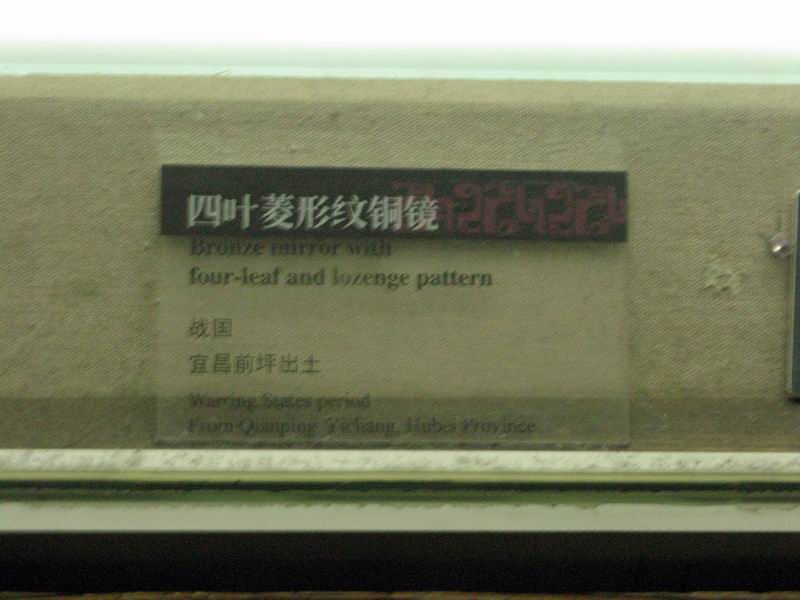 四叶菱形纹铜镜
Bronze mirror with
four-leaf and lozenge pattern
战国
宜昌前坪出土
Warring States period
From Qianping, Yichang, Hubei Province